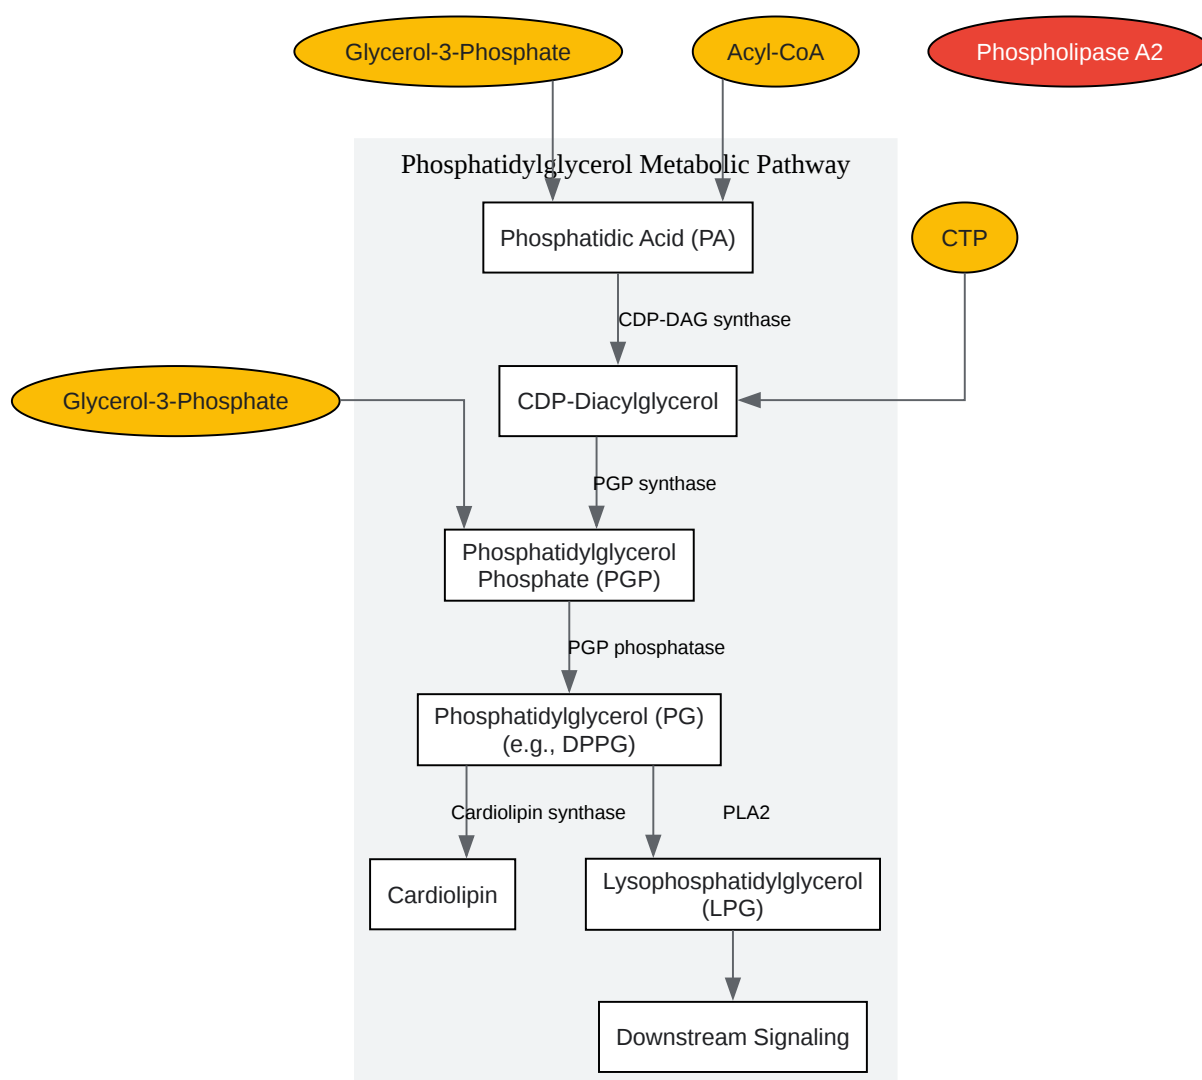 Glycerol-3-Phosphate
Acyl-CoA
Phospholipase A2
Phosphatidylglycerol Metabolic Pathway
Phosphatidic Acid (PA)
CTP
CDP-DAG synthase
Glycerol-3-Phosphate
CDP-Diacylglycerol
PGP synthase
Phosphatidylglycerol
Phosphate (PGP)
PGP phosphatase
Phosphatidylglycerol (PG)
(e.g., DPPG)
Cardiolipin synthase
PLA2
Cardiolipin
Lysophosphatidylglycerol
(LPG)
Downstream Signaling